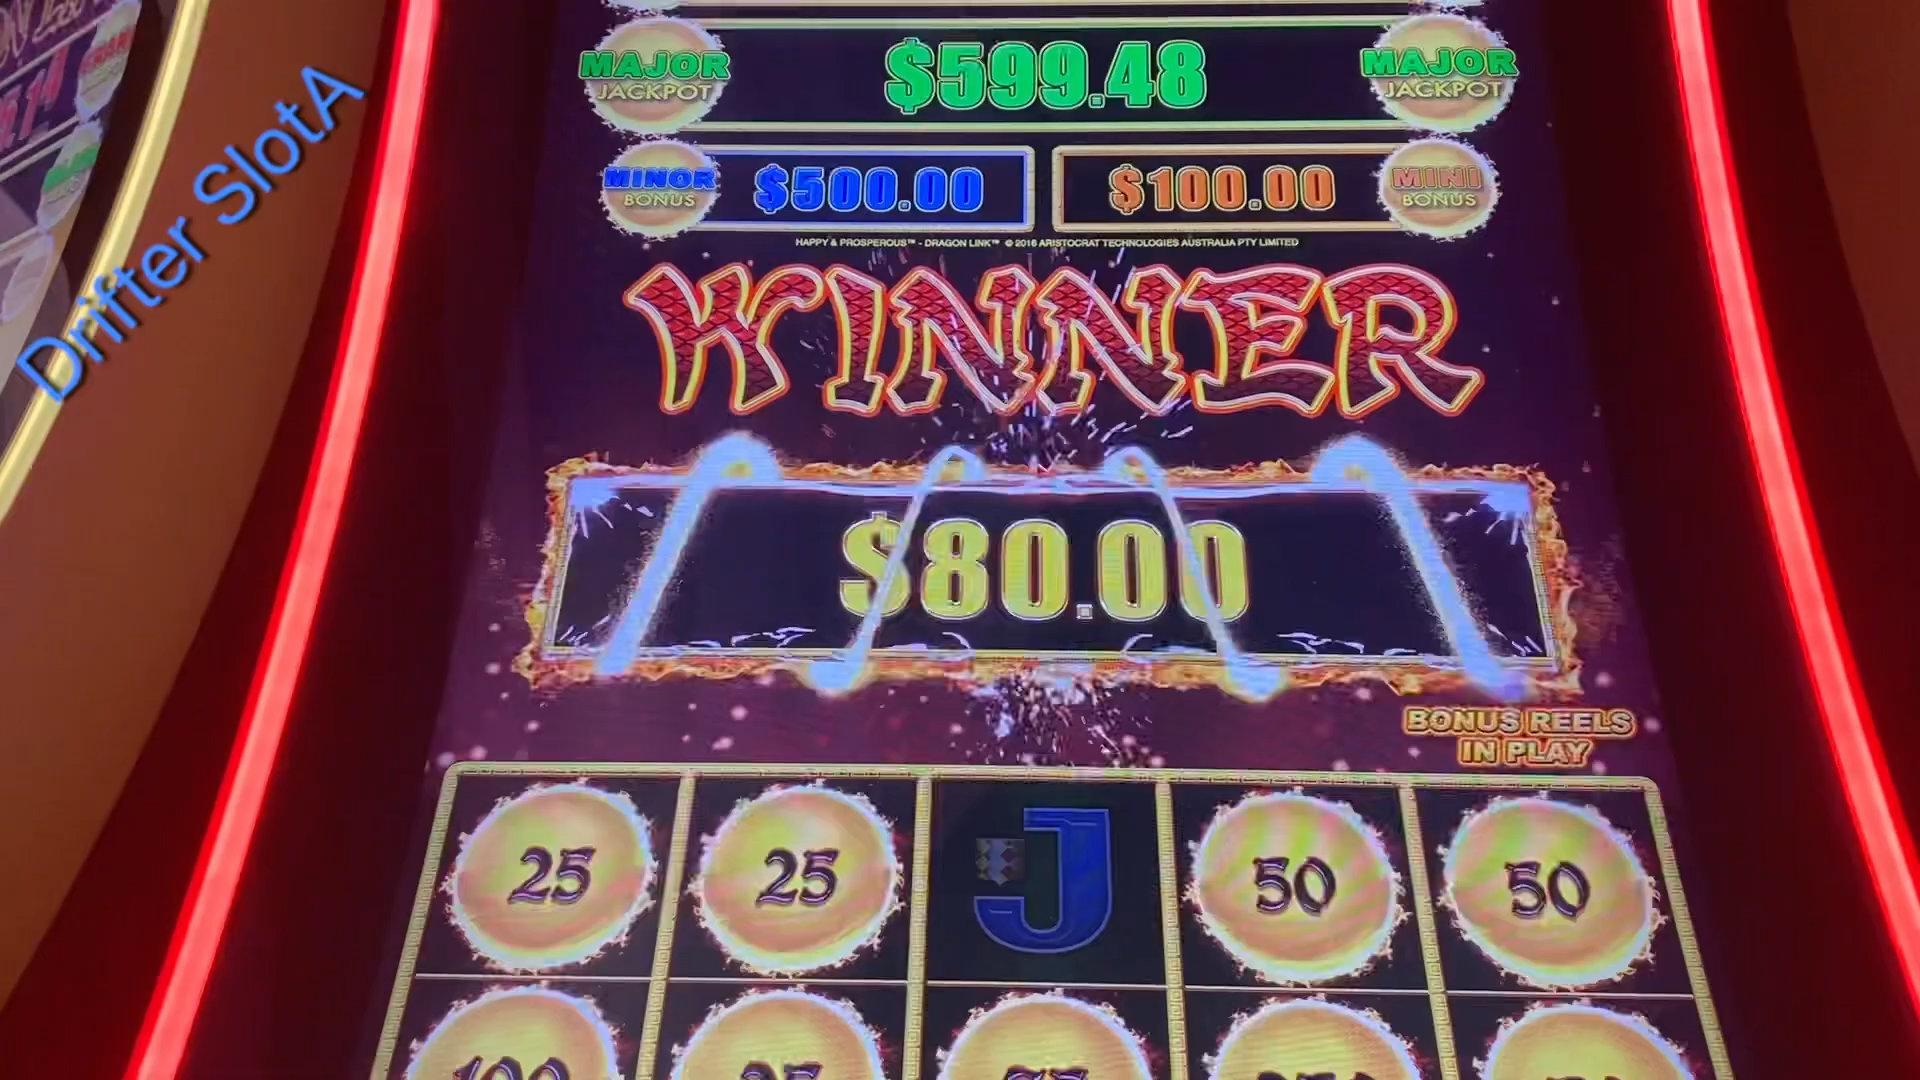 MAJOR
JACKPOT
$599.48
MAJOR
JACKPOT
MINOR
BONUS
$500.00
$100.00
MINI
BONUS
HAPPY & PROSPEROUS™ - DRAGON LINK™ © 2016 ARISTOCRAT TECHNOLOGIES AUSTRALIA PTY LIMITED
WINNER
$80.00
BONUS REELS
IN PLAY
25 25 J 50 50
Drifter SlotA